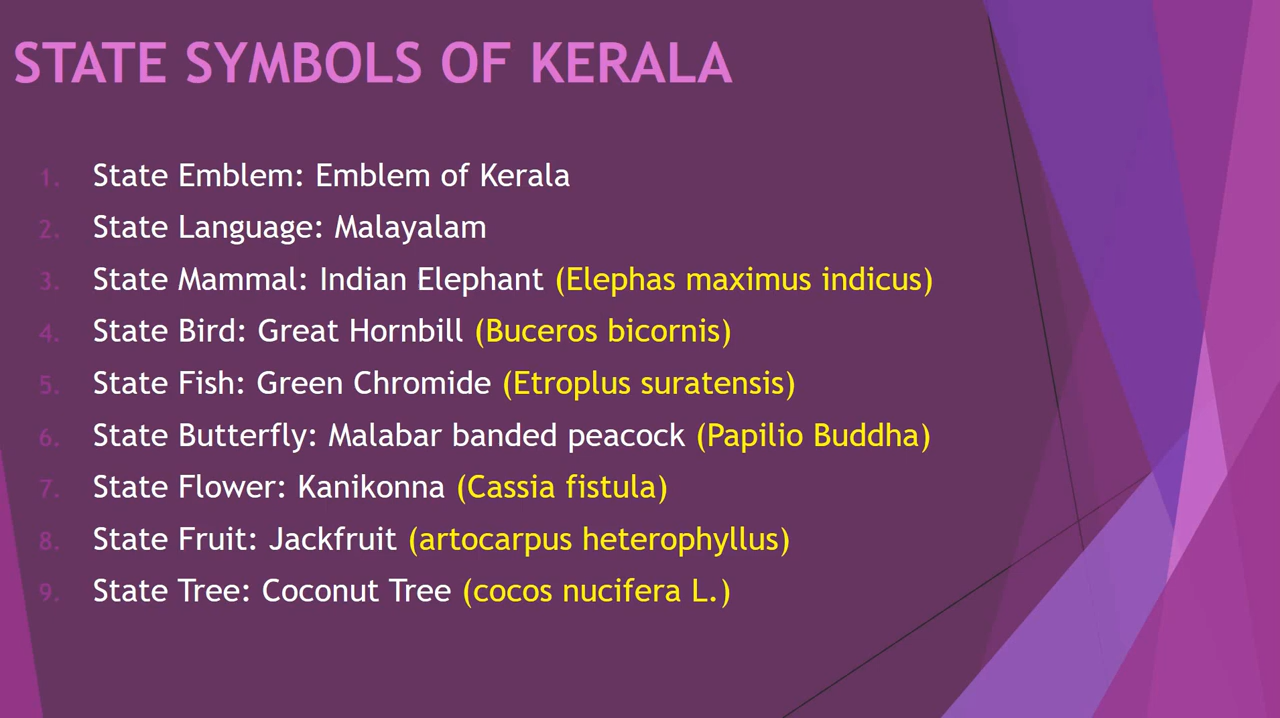 STATE SYMBOLS OF KERALA
1. State Emblem: Emblem of Kerala
2. State Language: Malayalam
3. State Mammal: Indian Elephant (Elephas maximus indicus)
4. State Bird: Great Hornbill (Buceros bicornis)
5. State Fish: Green Chromide (Etroplus suratensis)
6. State Butterfly: Malabar banded peacock (Papilio Buddha)
7. State Flower: Kanikonna (Cassia fistula)
8. State Fruit: Jackfruit (artocarpus heterophyllus)
9. State Tree: Coconut Tree (cocos nucifera L.)